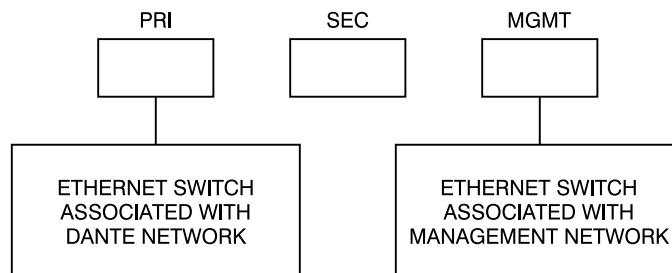 PRI
SEC
MGMT
ETHERNET SWITCH
ASSOCIATED WITH
DANTE NETWORK
ETHERNET SWITCH
ASSOCIATED WITH
MANAGEMENT NETWORK